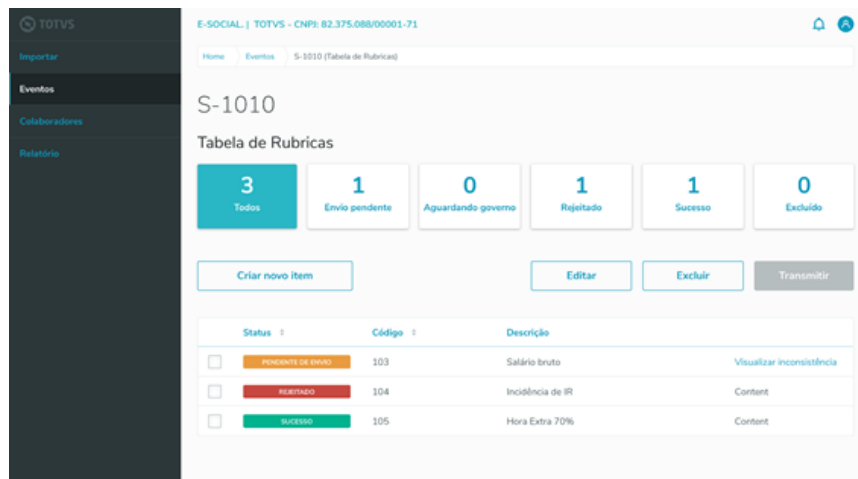 TOTVS
E-SOCIAL. | TOTVS - CNPJ: 82.375.088/0001-71
Importar
Eventos
Colaboradores
Relatório
Home Eventos S-1010 (Tabela de Rubricas)
S-1010
Tabela de Rubricas
3 1 0 1 1 0
Todos Envio pendente Aguardando governo Rejeitado Sucesso Excluído
Criar novo item Editar Excluir Transmitir
Status Código Descrição
PENDENTE DE ENVIO 103 Salário bruto Visualizar inconsistência
REJEITADO 104 Incidência de IR Content
SUCESSO 105 Hora Extra 70% Content